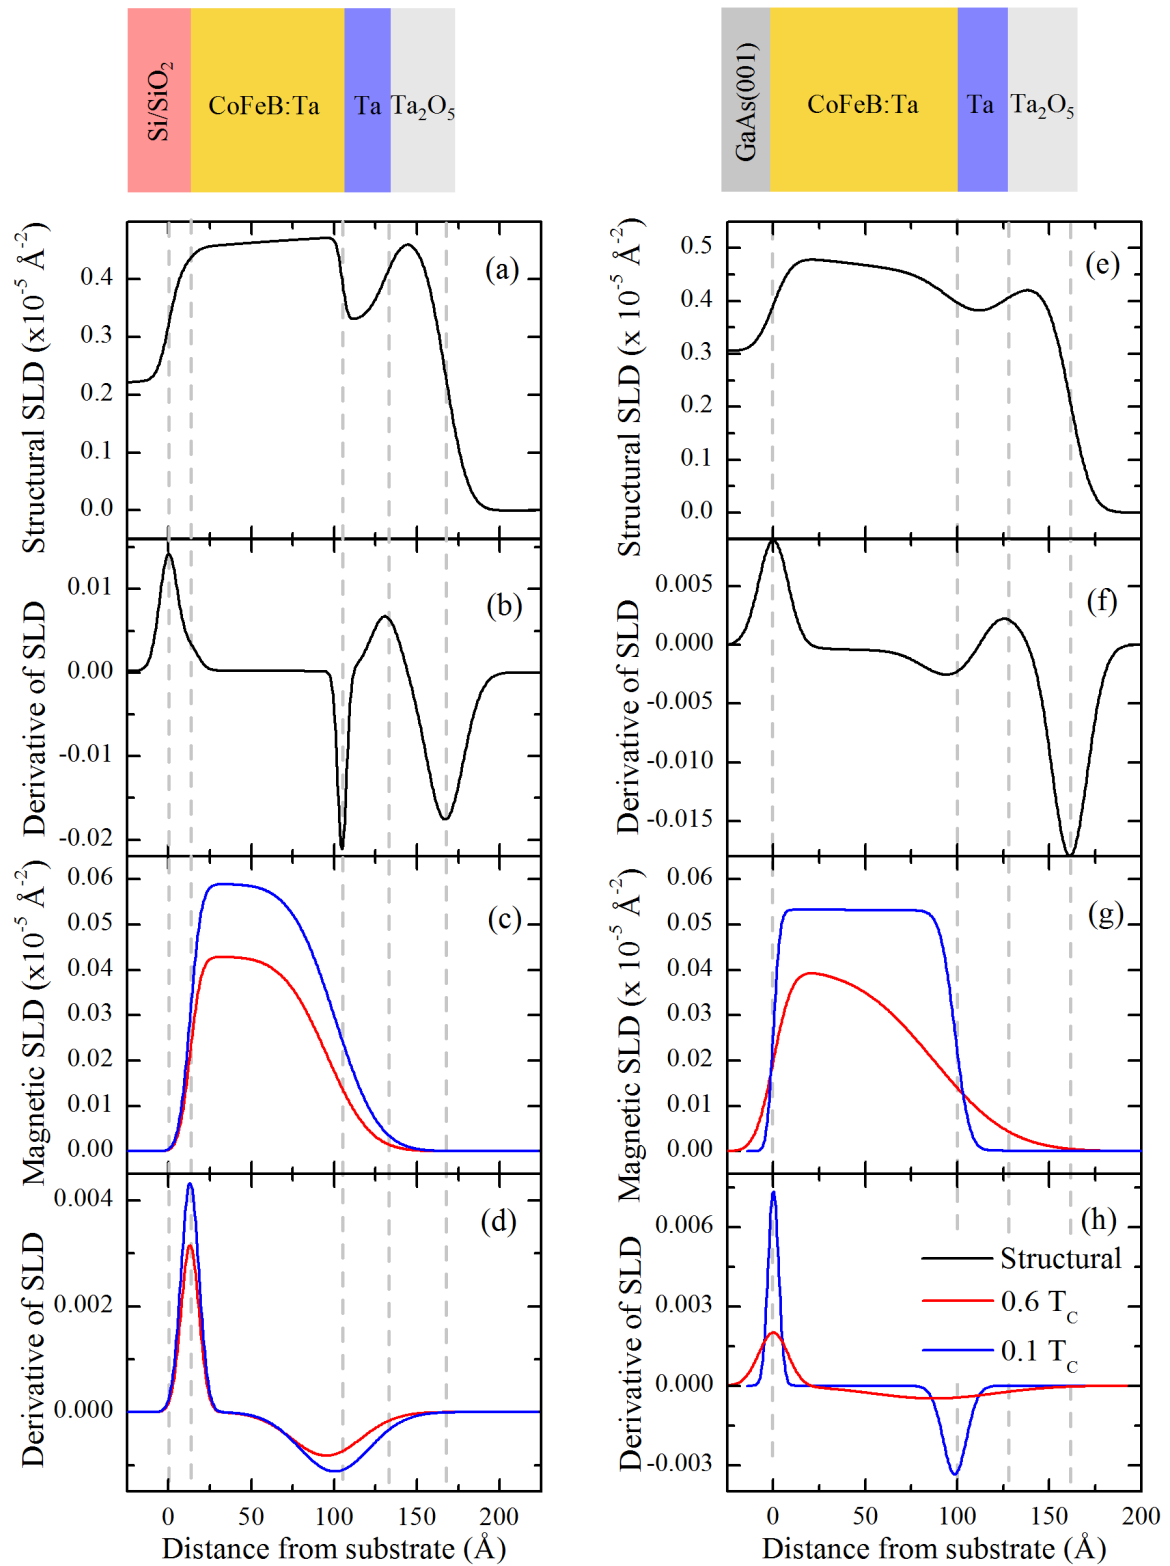 Si/SiO2
CoFeB:Ta
Ta
Ta2O5
GaAs(001)
CoFeB:Ta
Ta
Ta2O5
Structural SLD (x10-5 Å-2)
0.4
0.3
0.2
0.1
0.0
(a)
Derivative of SLD
0.01
0.00
-0.01
-0.02
(b)
Magnetic SLD (x10-5 Å-2)
0.06
0.05
0.04
0.03
0.02
0.01
0.00
(c)
Derivative of SLD
0.004
0.002
0.000
(d)
0 50 100 150 200
Distance from substrate (Å)
Structural SLD (x 10-5 Å-2)
0.5
0.4
0.3
0.2
0.1
0.0
(e)
Derivative of SLD
0.005
0.000
-0.005
-0.010
-0.015
(f)
Magnetic SLD (x 10-5 Å-2)
0.06
0.05
0.04
0.03
0.02
0.01
0.00
(g)
Derivative of SLD
0.006
0.003
0.000
-0.003
(h)
Structural
0.6 TC
0.1 TC
0 50 100 150 200
Distance from substrate (Å)